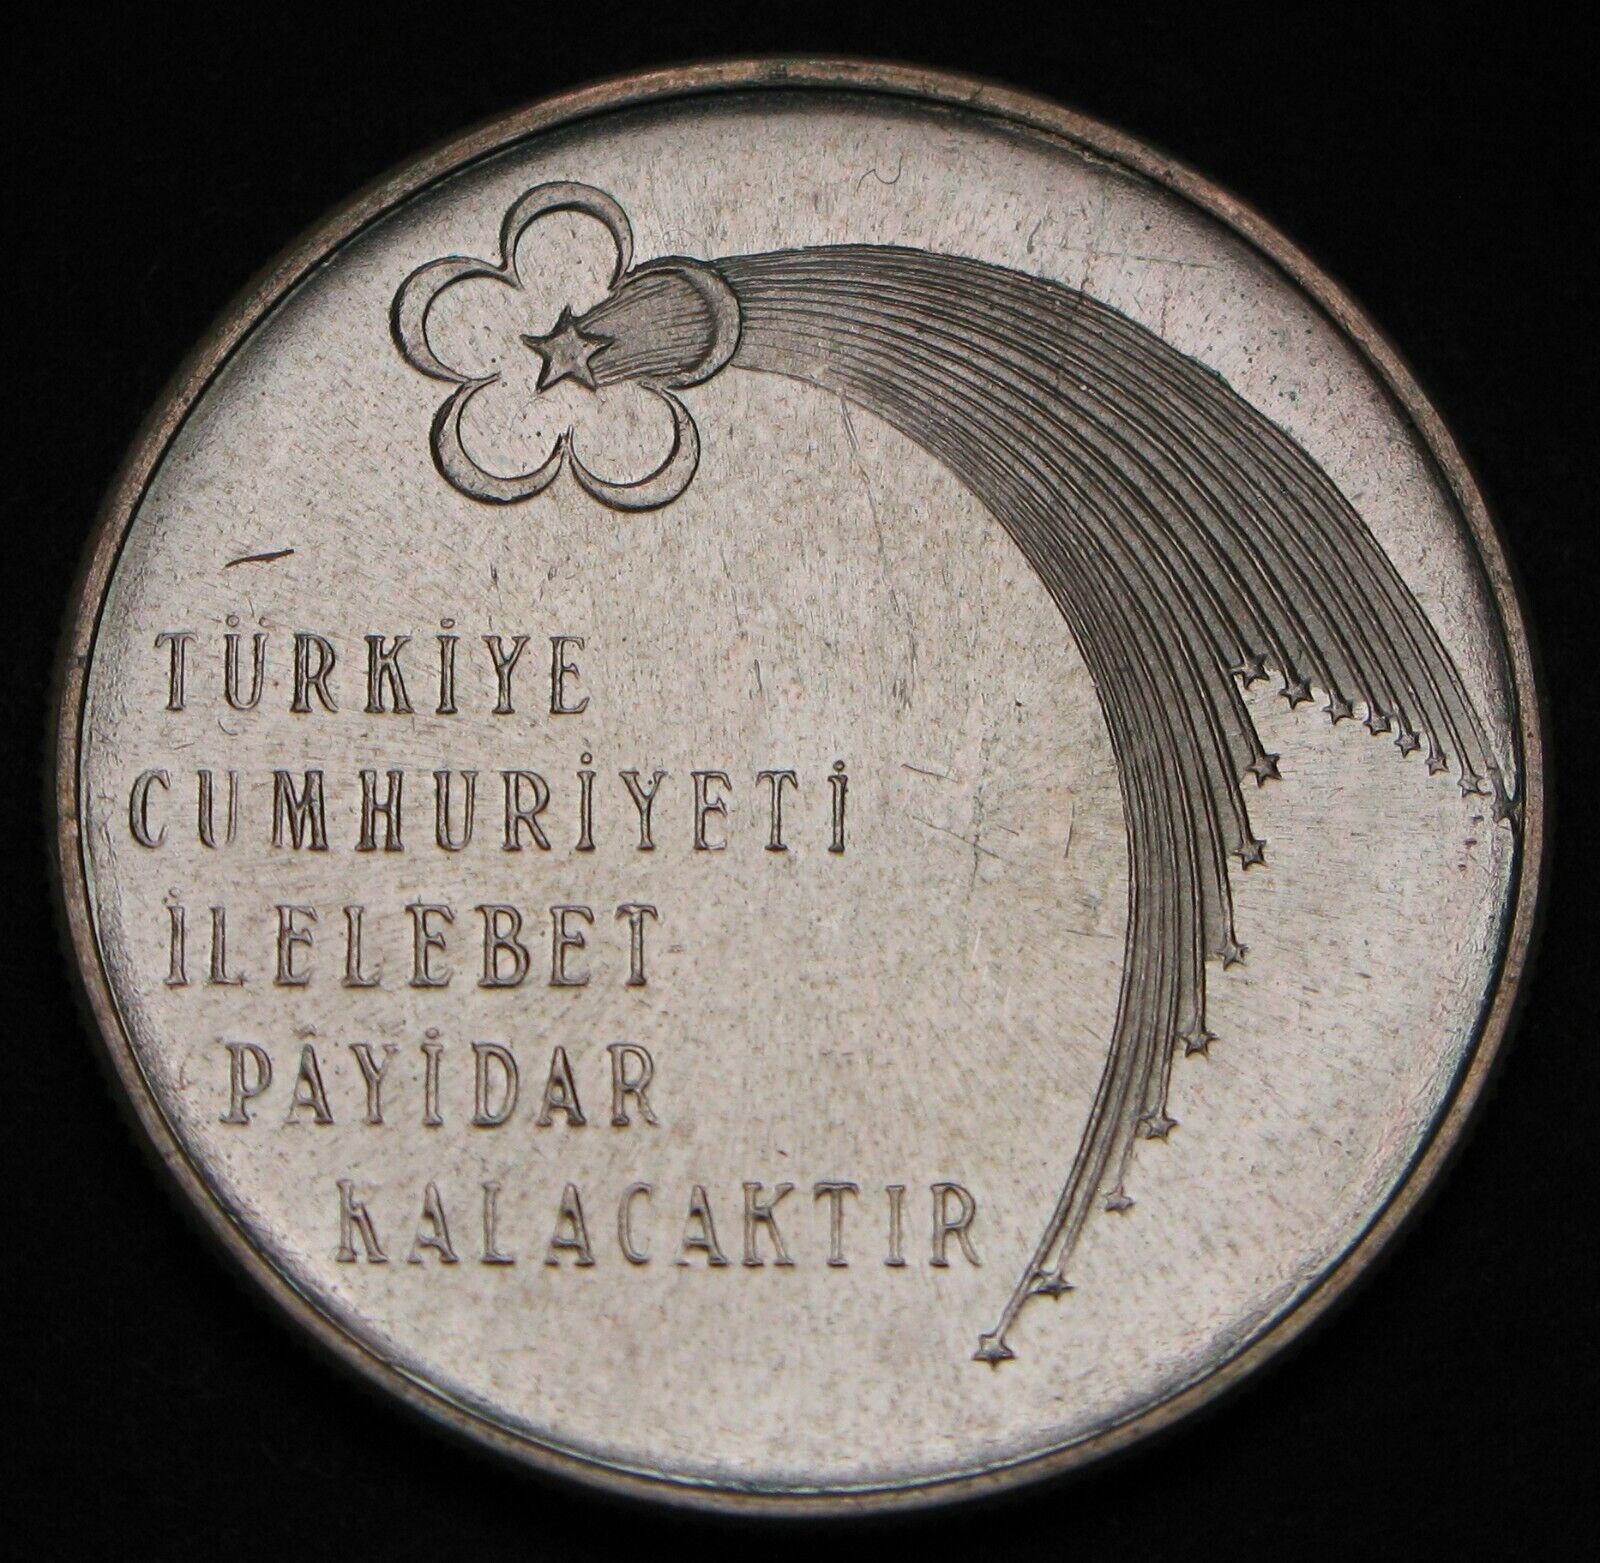 TÜRKİYE
CUMHURİYETİ
İLELEBET
PÂYİDAR
KALACAKTIR